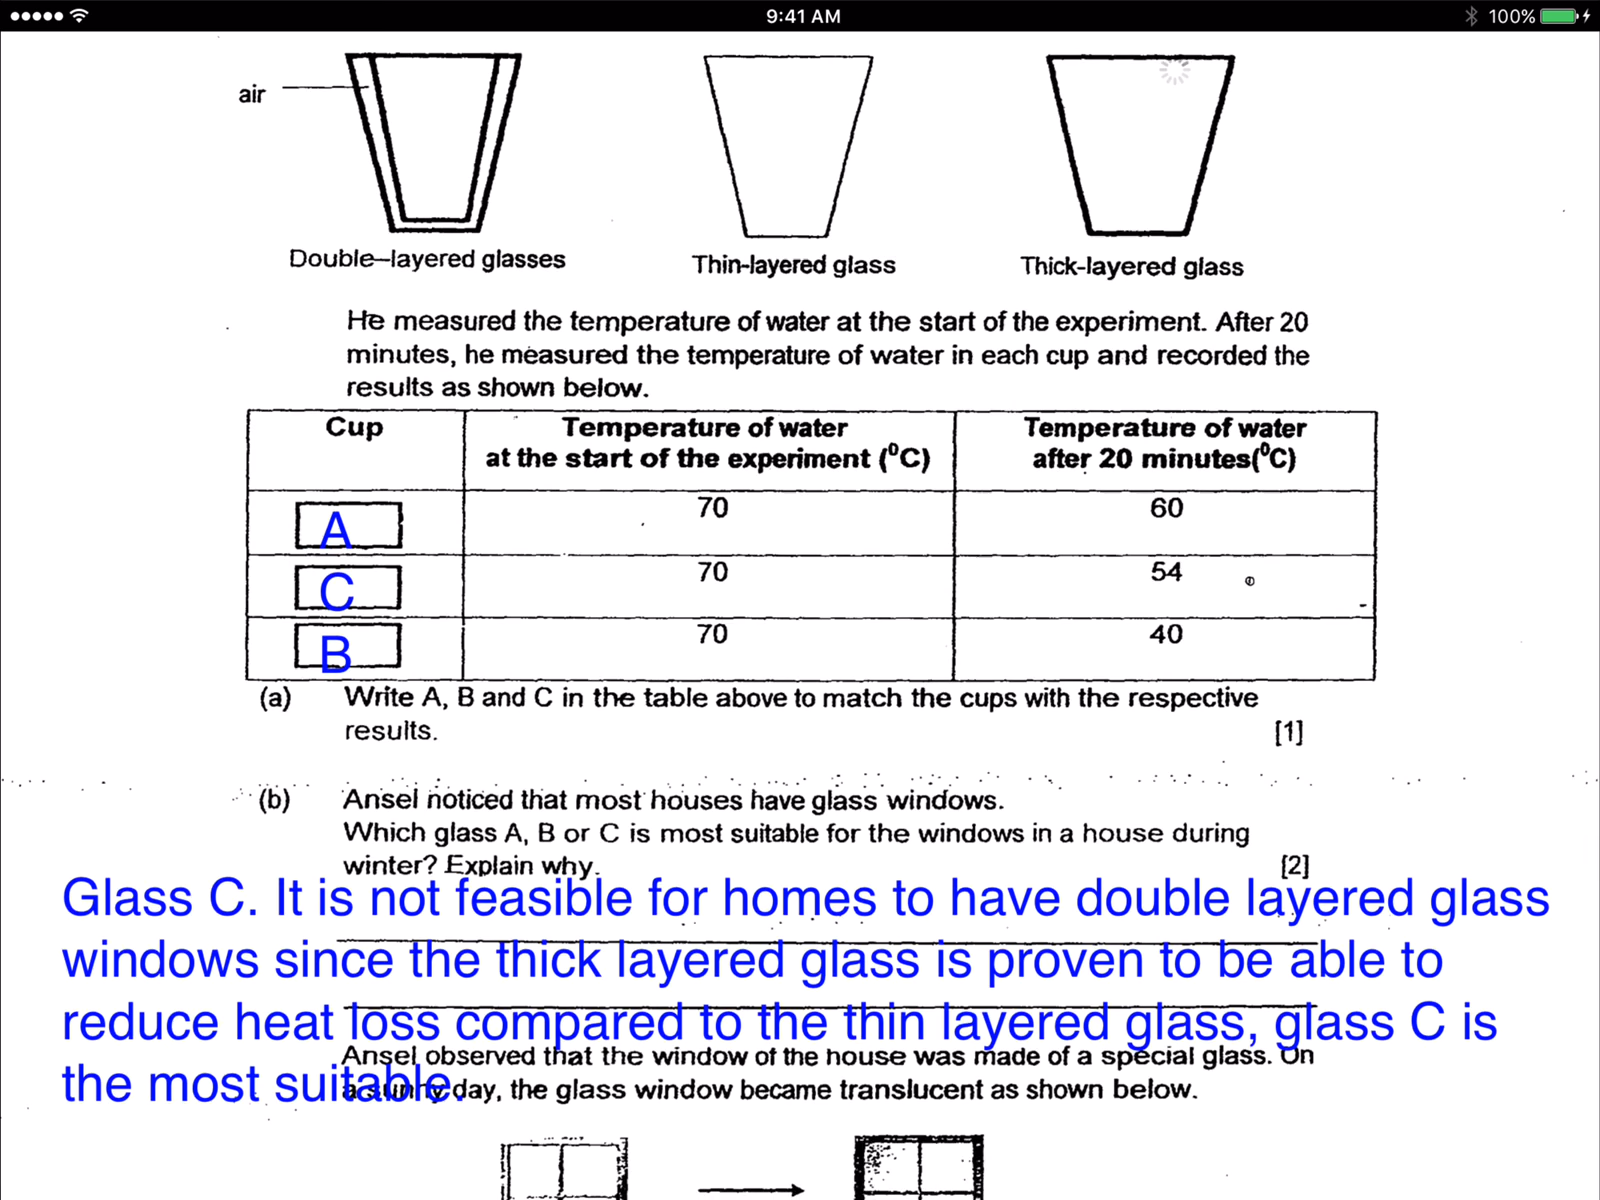 9:41 AM
100%
air
Double-layered glasses
Thin-layered glass
Thick-layered glass
He measured the temperature of water at the start of the experiment. After 20
minutes, he measured the temperature of water in each cup and recorded the
results as shown below.
Cup
Temperature of water
at the start of the experiment (⁰C)
Temperature of water
after 20 minutes(⁰C)
A 70 60
C 70 54
B 70 40
(a) Write A, B and C in the table above to match the cups with the respective
results. [1]
(b) Ansel noticed that most houses have glass windows.
Which glass A, B or C is most suitable for the windows in a house during
winter? Explain why. [2]
Glass C. It is not feasible for homes to have double layered glass
windows since the thick layered glass is proven to be able to
reduce heat loss compared to the thin layered glass, glass C is
the most suitable.
Ansel observed that the window of the house was made of a special glass. On
a sunny day, the glass window became translucent as shown below.